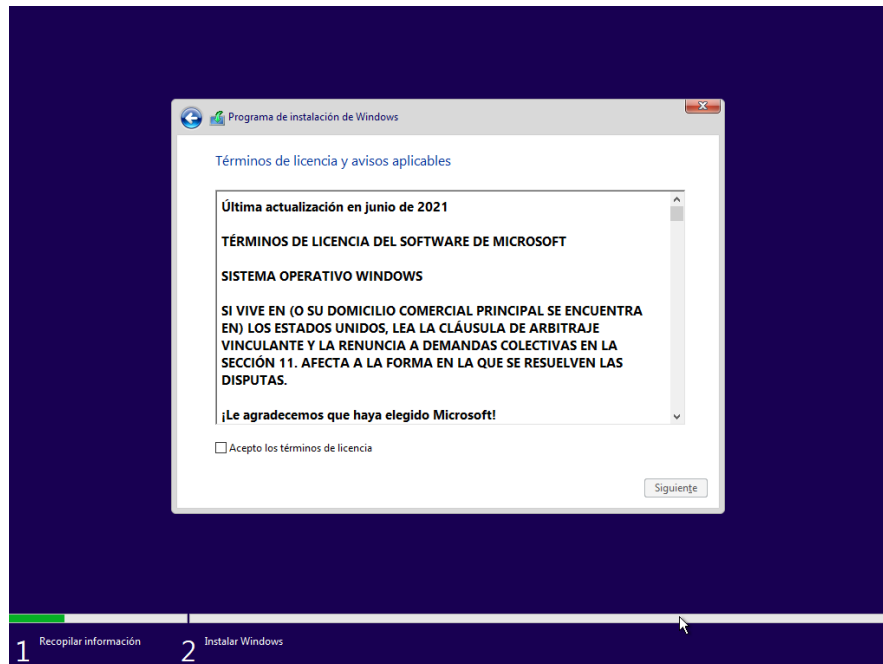 Programa de instalación de Windows
Términos de licencia y avisos aplicables
Última actualización en junio de 2021
TÉRMINOS DE LICENCIA DEL SOFTWARE DE MICROSOFT
SISTEMA OPERATIVO WINDOWS
SI VIVE EN (O SU DOMICILIO COMERCIAL PRINCIPAL SE ENCUENTRA
EN) LOS ESTADOS UNIDOS, LEA LA CLÁUSULA DE ARBITRAJE
VINCULANTE Y LA RENUNCIA A DEMANDAS COLECTIVAS EN LA
SECCIÓN 11. AFECTA A LA FORMA EN LA QUE SE RESUELVEN LAS
DISPUTAS.
¡Le agradecemos que haya elegido Microsoft!
Acepto los términos de licencia
Siguiente
1 Recopilar información
2 Instalar Windows